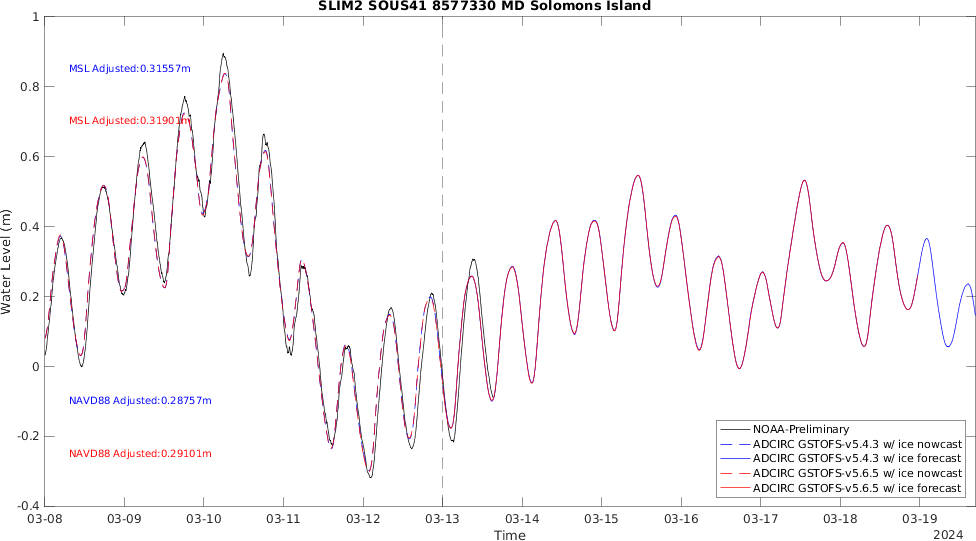 SLIM2 SOUS41 8577330 MD Solomons Island
1
0.8
0.6
0.4
0.2
0
-0.2
-0.4
Water Level (m)
MSL Adjusted:0.31557m
MSL Adjusted:0.31901m
NAVD88 Adjusted:0.28757m
NAVD88 Adjusted:0.29101m
NOAA-Preliminary
ADCIRC GSTOFS-v5.4.3 w/ ice nowcast
ADCIRC GSTOFS-v5.4.3 w/ ice forecast
ADCIRC GSTOFS-v5.6.5 w/ ice nowcast
ADCIRC GSTOFS-v5.6.5 w/ ice forecast
03-08 03-09 03-10 03-11 03-12 03-13 03-14 03-15 03-16 03-17 03-18 03-19
Time
2024